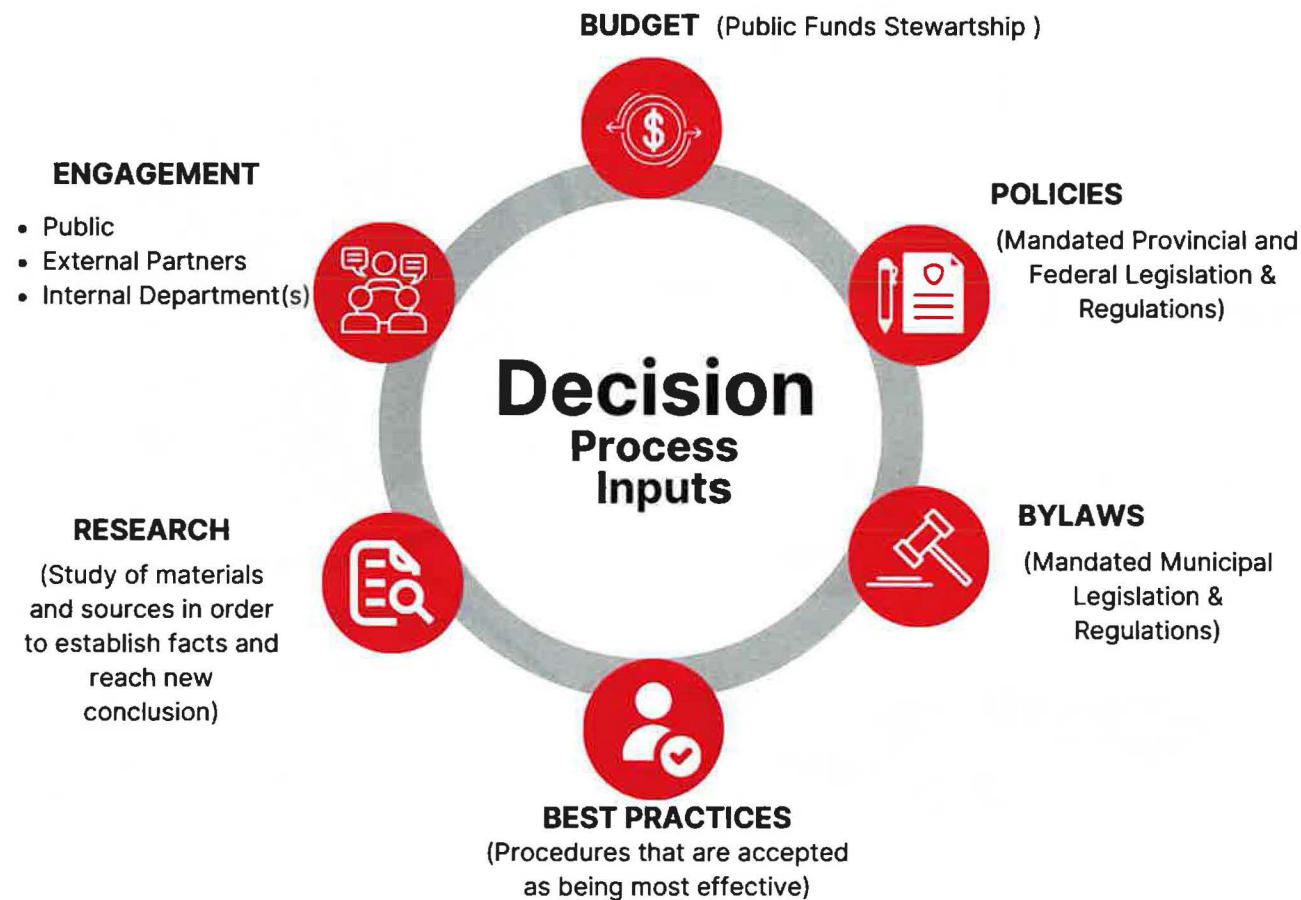 BUDGET (Public Funds Stewartship )
ENGAGEMENT
• Public
• External Partners
• Internal Department(s)
POLICIES
(Mandated Provincial and
Federal Legislation &
Regulations)
Decision
Process
Inputs
RESEARCH
(Study of materials
and sources in order
to establish facts and
reach new
conclusion)
BYLAWS
(Mandated Municipal
Legislation &
Regulations)
BEST PRACTICES
(Procedures that are accepted
as being most effective)